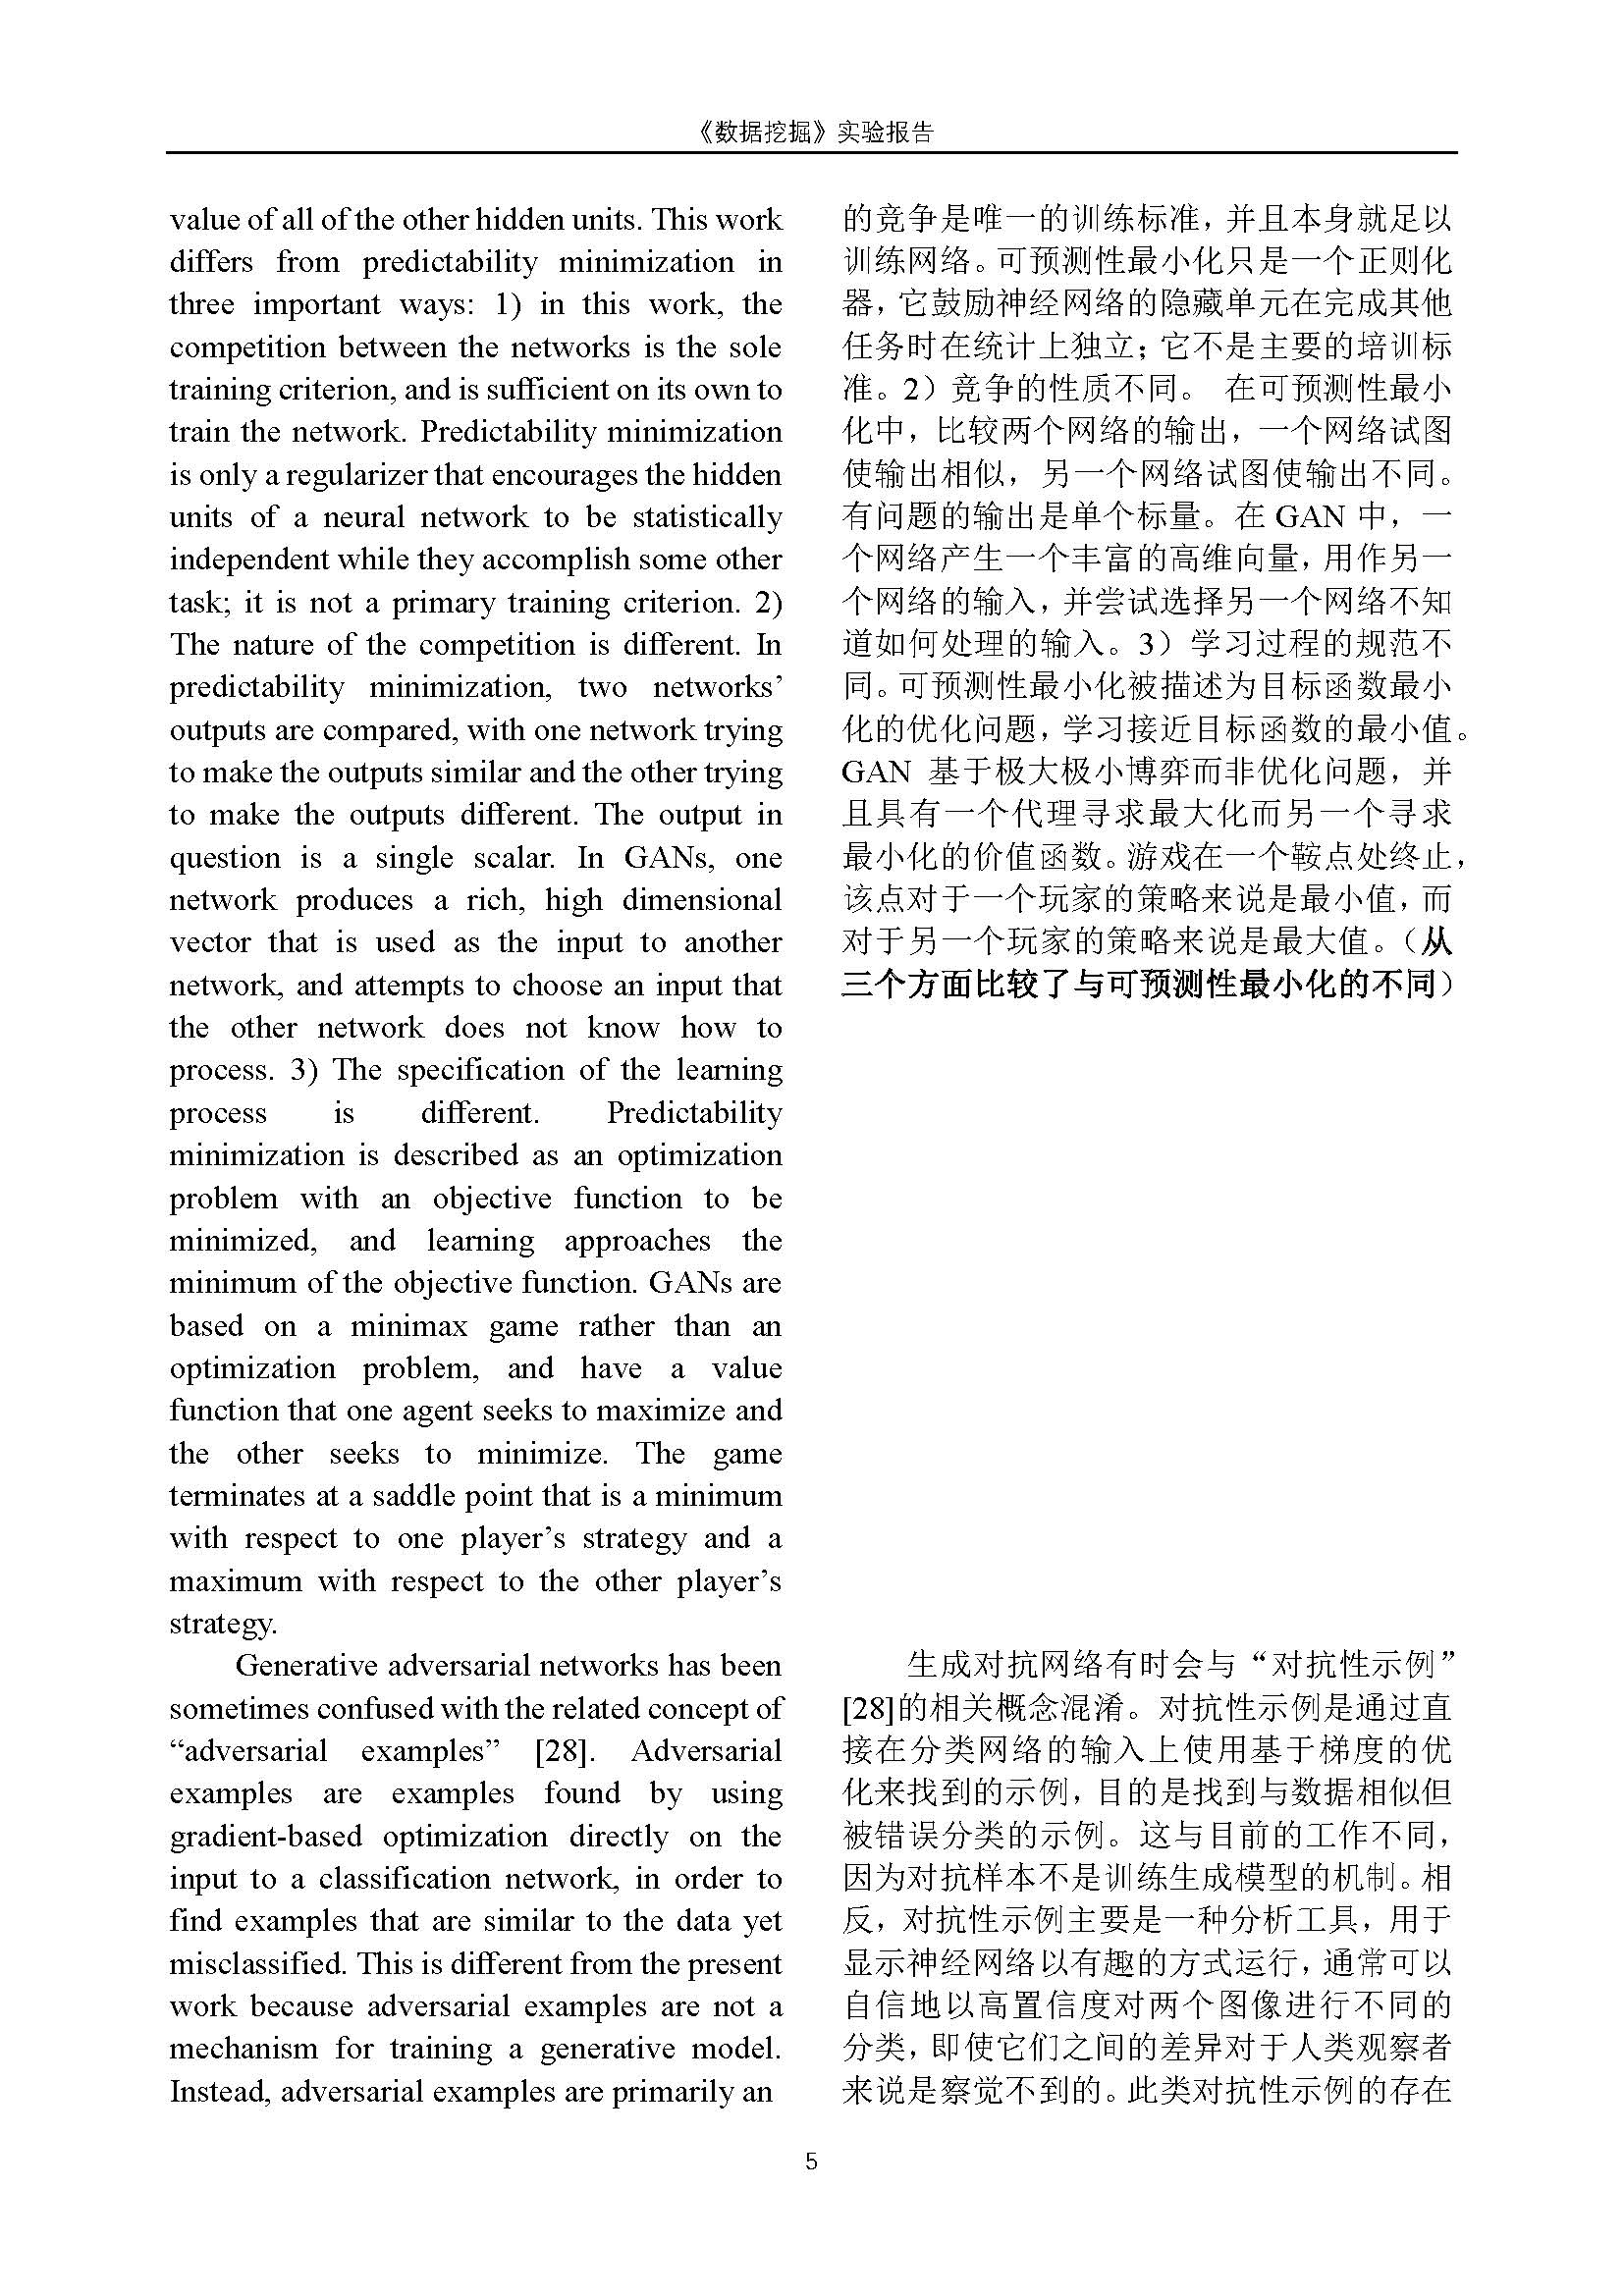 《数据挖掘》实验报告
value of all of the other hidden units. This work
differs from predictability minimization in
three important ways: 1) in this work, the
competition between the networks is the sole
training criterion, and is sufficient on its own to
train the network. Predictability minimization
is only a regularizer that encourages the hidden
units of a neural network to be statistically
independent while they accomplish some other
task; it is not a primary training criterion. 2)
The nature of the competition is different. In
predictability minimization, two networks’
outputs are compared, with one network trying
to make the outputs similar and the other trying
to make the outputs different. The output in
question is a single scalar. In GANs, one
network produces a rich, high dimensional
vector that is used as the input to another
network, and attempts to choose an input that
the other network does not know how to
process. 3) The specification of the learning
process is different. Predictability
minimization is described as an optimization
problem with an objective function to be
minimized, and learning approaches the
minimum of the objective function. GANs are
based on a minimax game rather than an
optimization problem, and have a value
function that one agent seeks to maximize and
the other seeks to minimize. The game
terminates at a saddle point that is a minimum
with respect to one player’s strategy and a
maximum with respect to the other player’s
strategy.
Generative adversarial networks has been
sometimes confused with the related concept of
“adversarial examples” [28]. Adversarial
examples are examples found by using
gradient-based optimization directly on the
input to a classification network, in order to
find examples that are similar to the data yet
misclassified. This is different from the present
work because adversarial examples are not a
mechanism for training a generative model.
Instead, adversarial examples are primarily an
的竞争是唯一的训练标准，并且本身就足以
训练网络。可预测性最小化只是一个正则化
器，它鼓励神经网络的隐藏单元在完成其他
任务时在统计上独立；它不是主要的培训标
准。2）竞争的性质不同。 在可预测性最小
化中，比较两个网络的输出，一个网络试图
使输出相似，另一个网络试图使输出不同。
有问题的输出是单个标量。在 GAN 中，一
个网络产生一个丰富的高维向量，用作另一
个网络的输入，并尝试选择另一个网络不知
道如何处理的输入。3）学习过程的规范不
同。可预测性最小化被描述为目标函数最小
化的优化问题，学习接近目标函数的最小值。
GAN 基于极大极小博弈而非优化问题，并
且具有一个代理寻求最大化而另一个寻求
最小化的价值函数。游戏在一个鞍点处终止，
该点对于一个玩家的策略来说是最小值，而
对于另一个玩家的策略来说是最大值。（从
三个方面比较了与可预测性最小化的不同）
生成对抗网络有时会与“对抗性示例”
[28]的相关概念混淆。对抗性示例是通过直
接在分类网络的输入上使用基于梯度的优
化来找到的示例，目的是找到与数据相似但
被错误分类的示例。这与目前的工作不同，
因为对抗样本不是训练生成模型的机制。相
反，对抗性示例主要是一种分析工具，用于
显示神经网络以有趣的方式运行，通常可以
自信地以高置信度对两个图像进行不同的
分类，即使它们之间的差异对于人类观察者
来说是察觉不到的。此类对抗性示例的存在
5